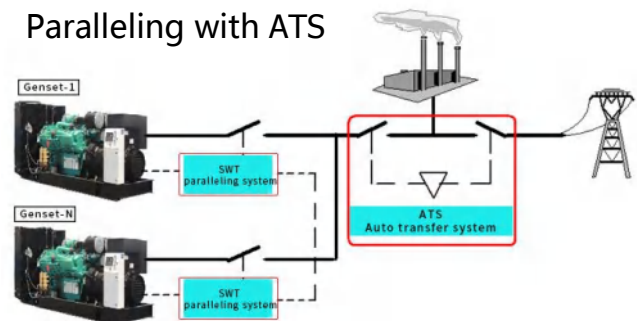 Paralleling with ATS
Genset-1
SWT
paralleling system
ATS
Auto transfer system
Genset-N
SWT
paralleling system